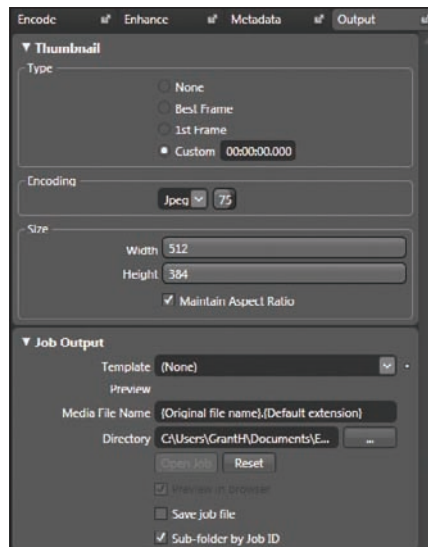 Encode Enhance Metadata Output
Thumbnail
Type
None
Best Frame
1st Frame
Custom 00:00:00.000
Encoding
Jpeg 75
Size
Width 512
Height 384
Maintain Aspect Ratio
Job Output
Template (None)
Preview
Media File Name {Original file name}.{Default extension}
Directory C:\Users\GrantH\Documents\E... ...
Open Job Reset
Preview in browser
Save job file
Sub-folder by Job ID